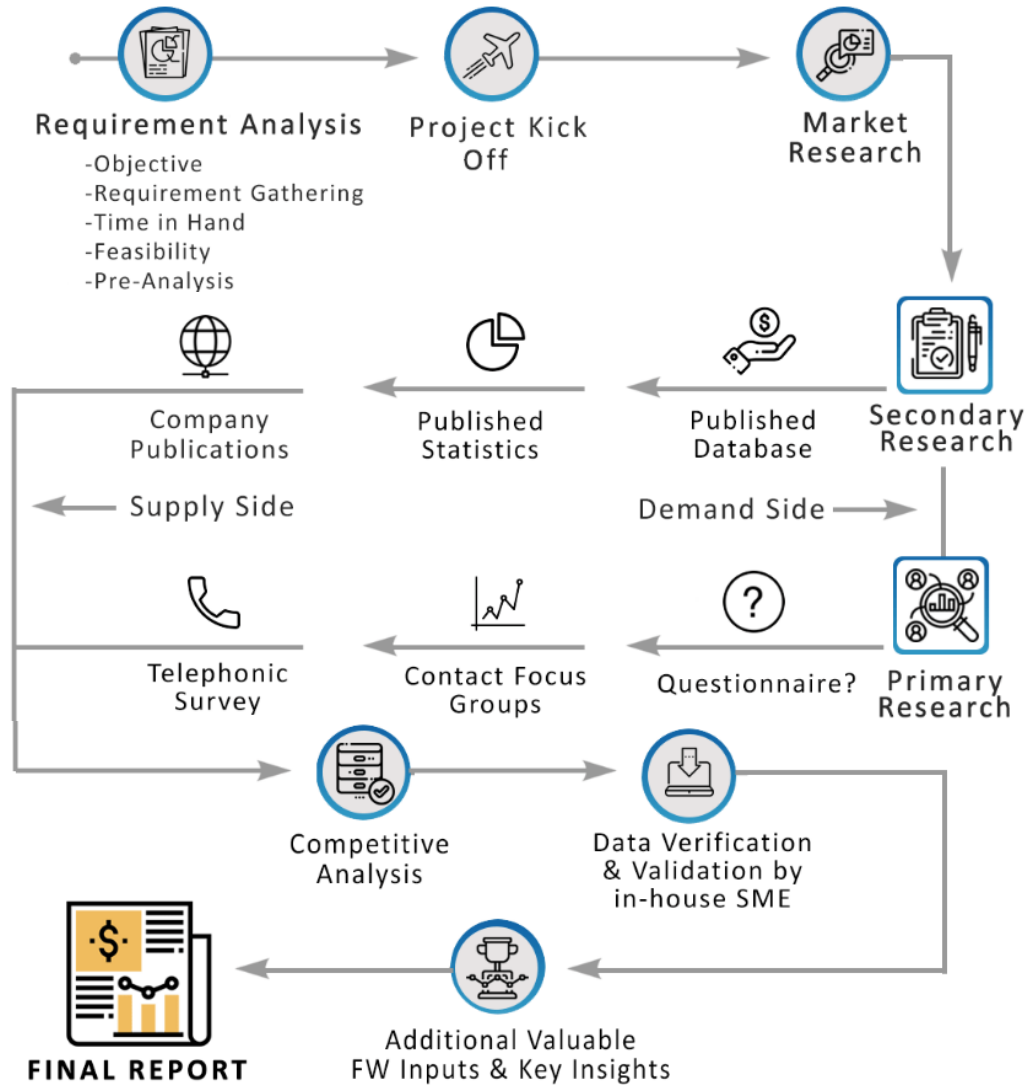 Requirement Analysis
-Objective
-Requirement Gathering
-Time in Hand
-Feasibility
-Pre-Analysis
Project Kick
Off
Market
Research
$
Company
Publications
Published
Statistics
Published
Database
Secondary
Research
Supply Side
Demand Side
?
Telephonic
Survey
Contact Focus
Groups
Questionnaire?
Primary
Research
Competitive
Analysis
Data Verification
& Validation by
in-house SME
$
FINAL REPORT
Additional Valuable
FW Inputs & Key Insights